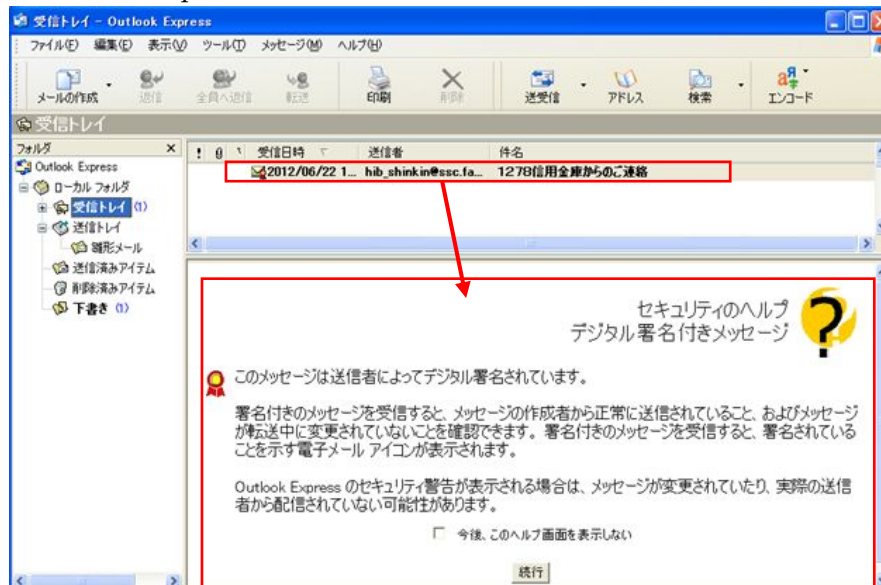 受信トレイ - Outlook Express
ファイル(F) 編集(E) 表示(V) ツール(T) メッセージ(M) ヘルプ(H)
メールの作成 返信 全員へ返信 転送 印刷 削除 送受信 アドレス 検索 エンコード
受信トレイ
フォルダ
Outlook Express
ローカル フォルダ
受信トレイ (1)
送信トレイ
雛形メール
送信済みアイテム
削除済みアイテム
下書き (1)
受信日時 送信者 件名
2012/06/22 1... hib_shinkin@ssc.fa... 1278信用金庫からのご連絡
セキュリティのヘルプ
デジタル署名付きメッセージ
このメッセージは送信者によってデジタル署名されています。
署名付きのメッセージを受信すると、メッセージの作成者から正常に送信されていること、およびメッセージ
が転送中に変更されていないことを確認できます。署名付きのメッセージを受信すると、署名されている
ことを示す電子メール アイコンが表示されます。
Outlook Express のセキュリティ警告が表示される場合は、メッセージが変更されていたり、実際の送信
者から配信されていない可能性があります。
今後、このヘルプ画面を表示しない
続行